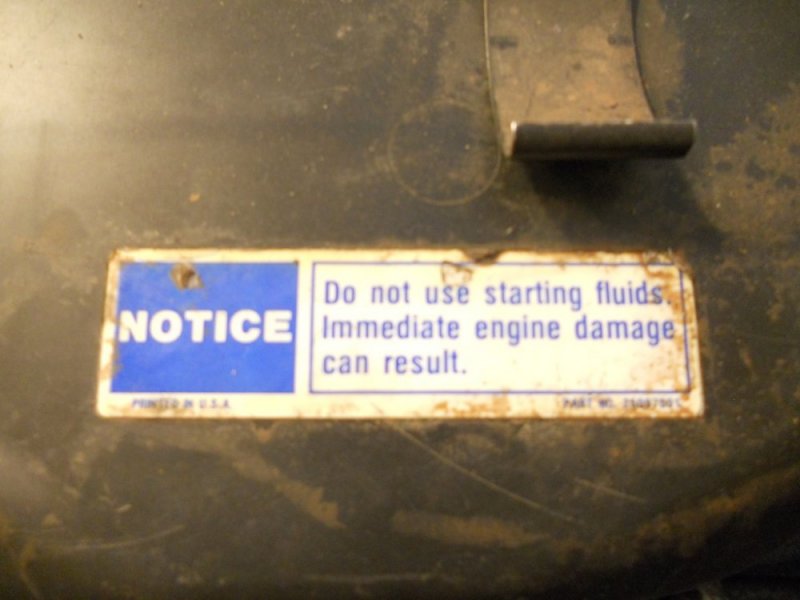 NOTICE
Do not use starting fluids.
Immediate engine damage
can result.
PRINTED IN U.S.A.
PART NO.